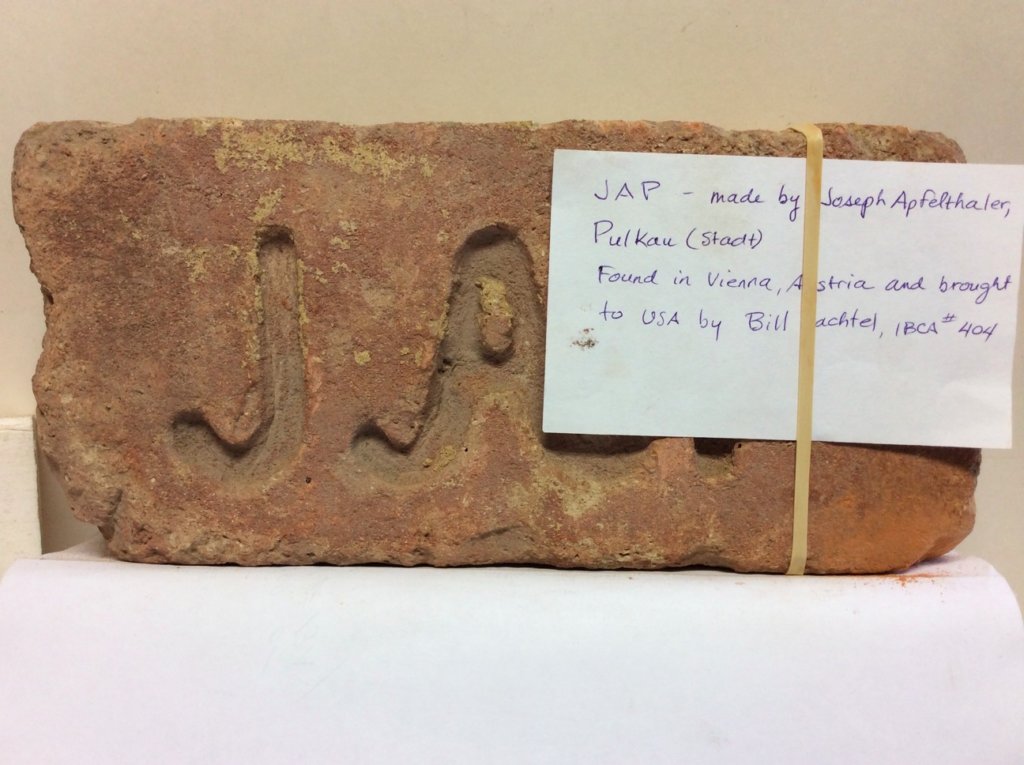 JA
JAP - made by Joseph Apfelthaler,
Pulkau (Stadt)
Found in Vienna, Austria and brought
to USA by Bill achtel, IBCA # 404